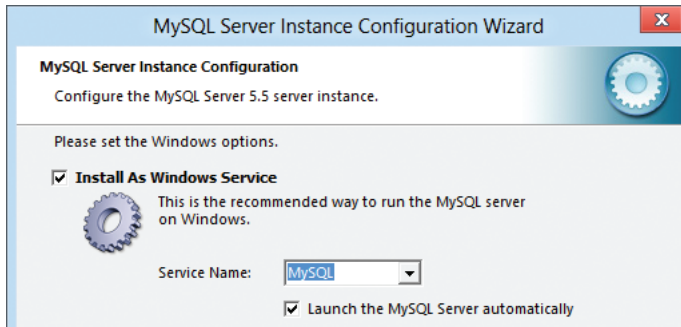 MySQL Server Instance Configuration Wizard
MySQL Server Instance Configuration
Configure the MySQL Server 5.5 server instance.
Please set the Windows options.
Install As Windows Service
This is the recommended way to run the MySQL server
on Windows.
Service Name: MySQL
Launch the MySQL Server automatically